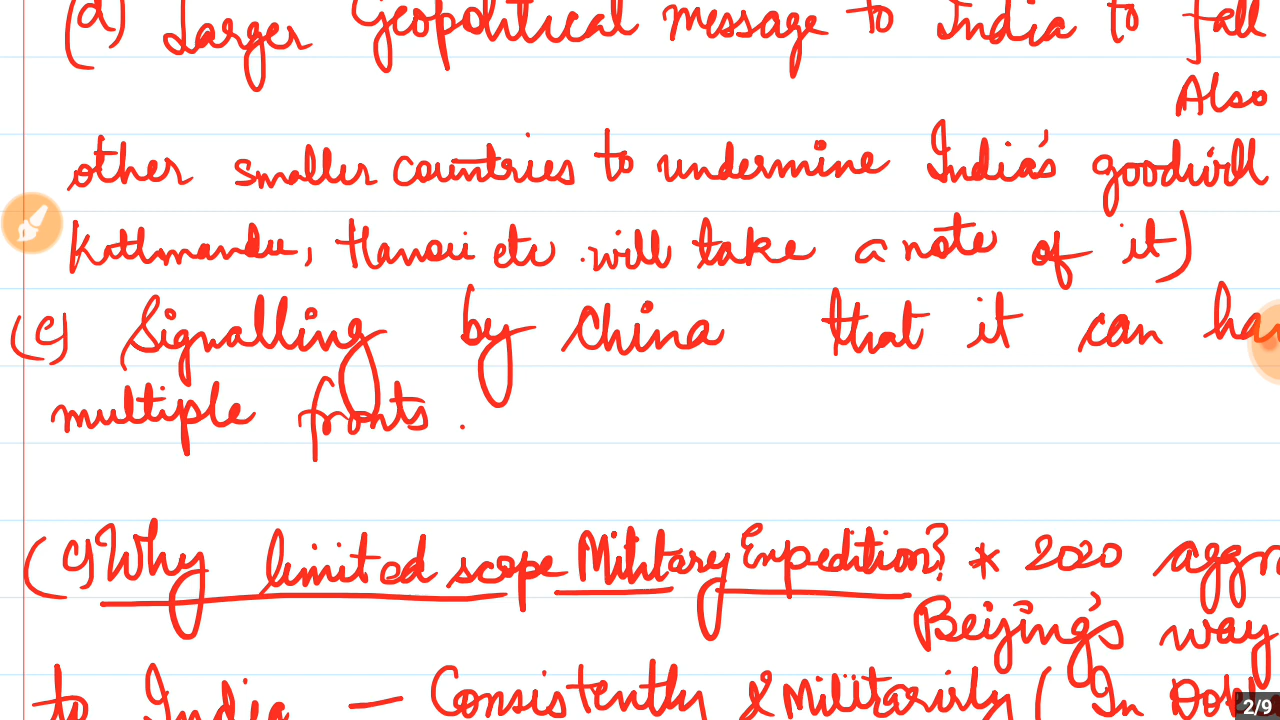 (d) Larger Geopolitical message to India to fall
Also
other smaller countries to undermine India's goodwill
Kathmandu, Hanoi etc. will take a note of it)
(e) Signalling by China that it can ha
multiple fronts.
(c) Why limited scope Military Expedition? * 2020 aggr
Beijing's way
to India — Consistently & Militarily (In Dok
2/9